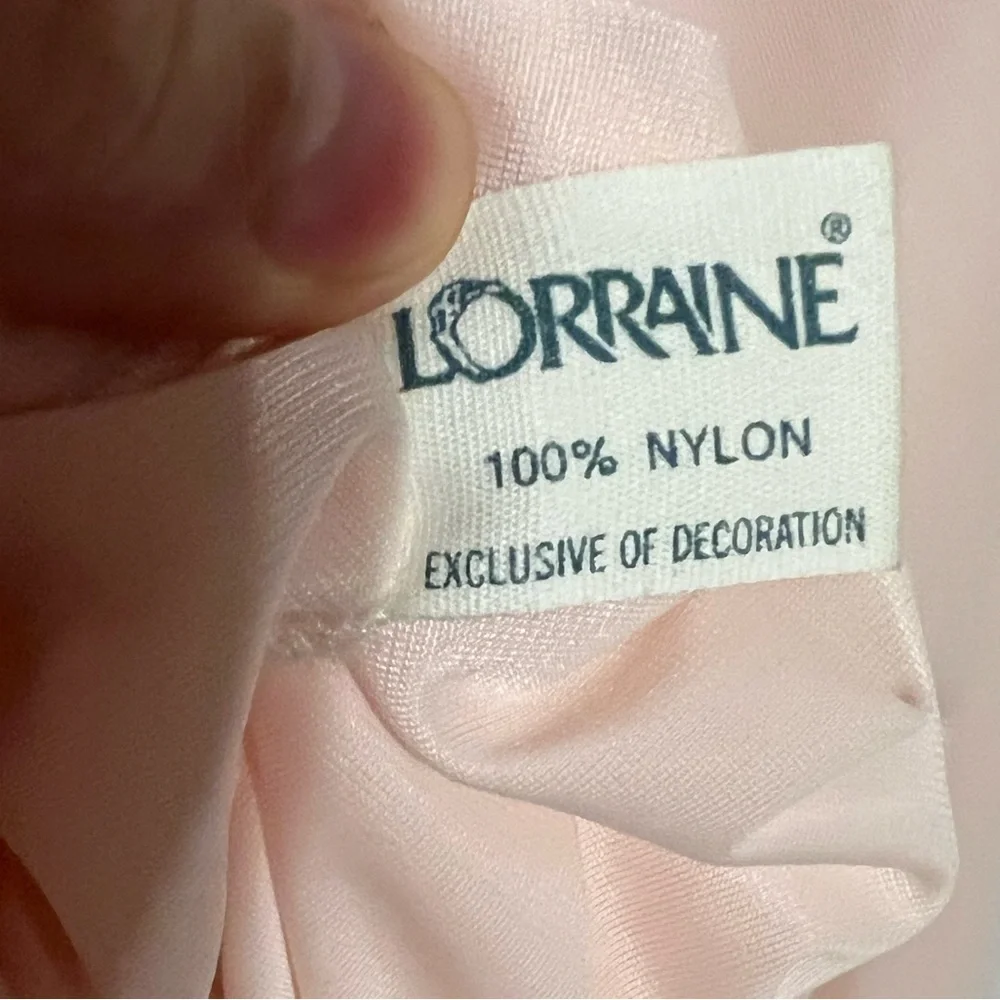 LORRAINE®
100% NYLON
EXCLUSIVE OF DECORATION